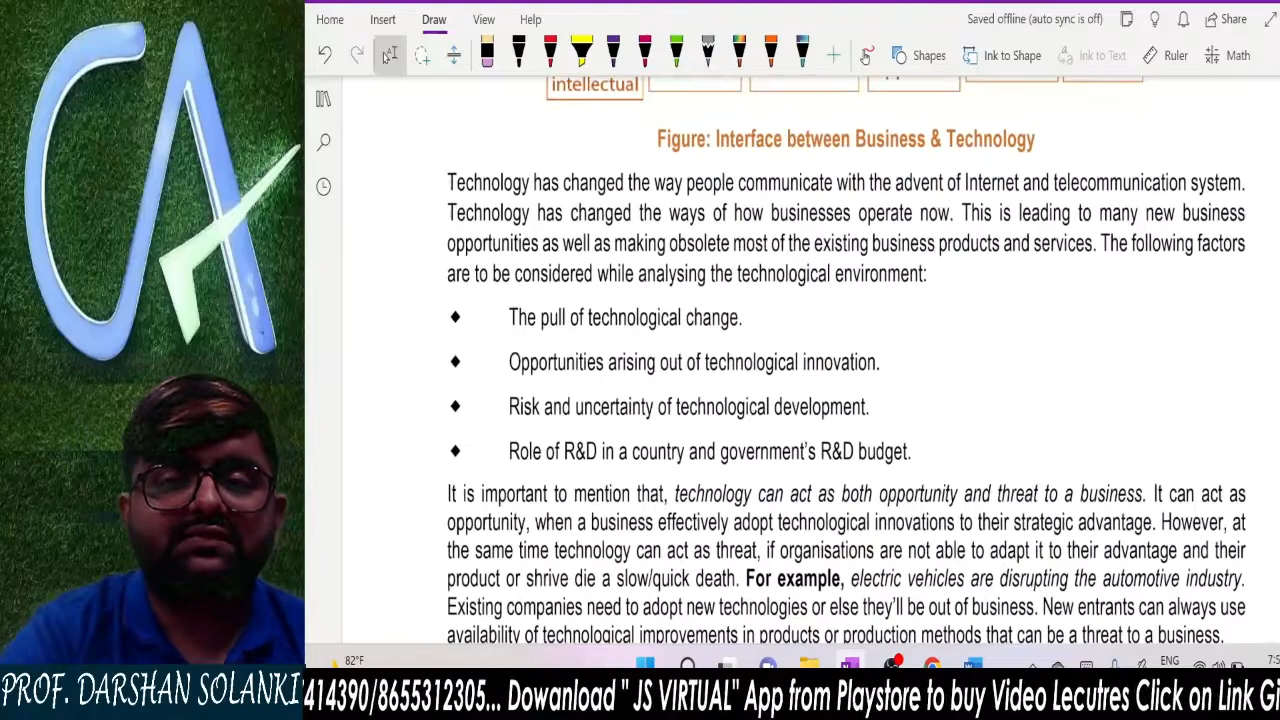 Home Insert Draw View Help Saved offline (auto sync is off) Share
Shapes Ink to Shape Ink to Text Ruler Math
CA
intellectual
Figure: Interface between Business & Technology
Technology has changed the way people communicate with the advent of Internet and telecommunication system.
Technology has changed the ways of how businesses operate now. This is leading to many new business
opportunities as well as making obsolete most of the existing business products and services. The following factors
are to be considered while analysing the technological environment:
♦ The pull of technological change.
♦ Opportunities arising out of technological innovation.
♦ Risk and uncertainty of technological development.
♦ Role of R&D in a country and government's R&D budget.
It is important to mention that, technology can act as both opportunity and threat to a business. It can act as
opportunity, when a business effectively adopt technological innovations to their strategic advantage. However, at
the same time technology can act as threat, if organisations are not able to adapt it to their advantage and their
product or shrive die a slow/quick death. For example, electric vehicles are disrupting the automotive industry.
Existing companies need to adopt new technologies or else they'll be out of business. New entrants can always use
availability of technological improvements in products or production methods that can be a threat to a business.
82°F ENG 7:5
PROF. DARSHAN SOLANKI
414390/8655312305... Dowanload " JS VIRTUAL" App from Playstore to buy Video Lecutres Click on Link Gi